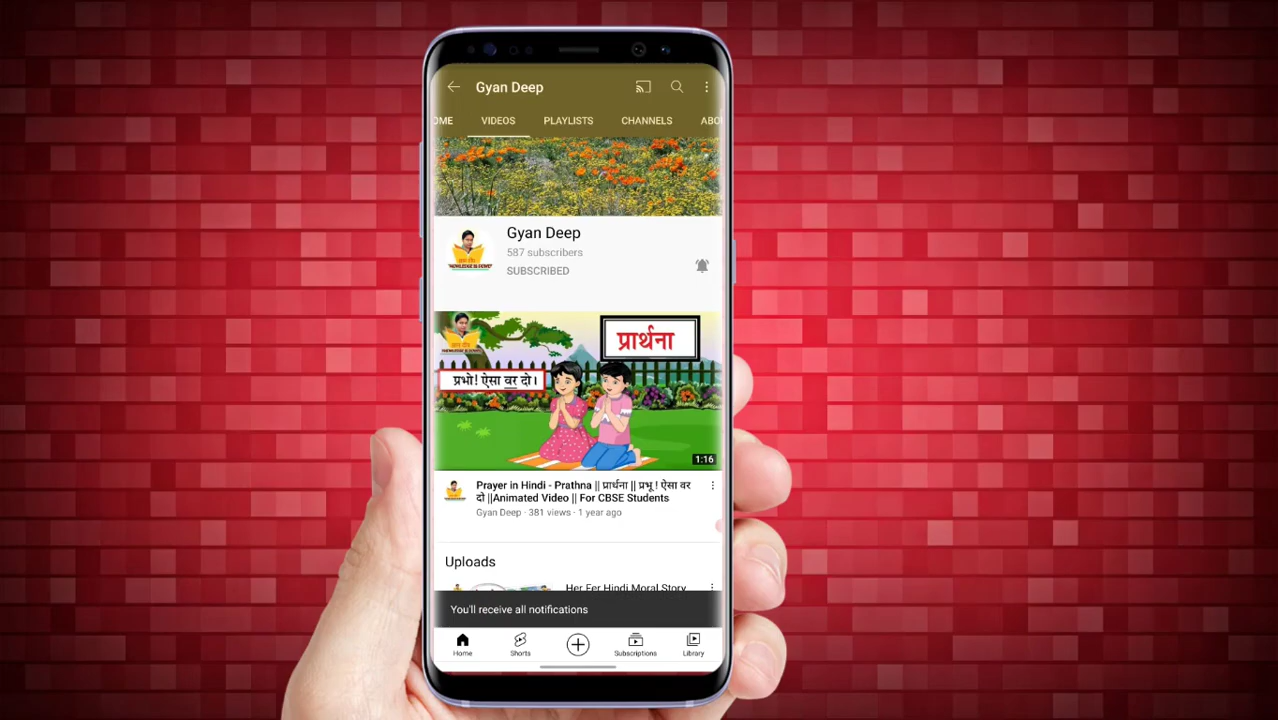 Gyan Deep
OME VIDEOS PLAYLISTS CHANNELS ABO
Gyan Deep
587 subscribers
SUBSCRIBED
प्रार्थना
प्रभो! ऐसा वर दो।
1:16
Prayer in Hindi - Prathna || प्रार्थना || प्रभू ! ऐसा वर
दो ||Animated Video || For CBSE Students
Gyan Deep · 381 views · 1 year ago
Uploads
Her Fer Hindi Moral Story
You'll receive all notifications
Home Shorts Subscriptions Library